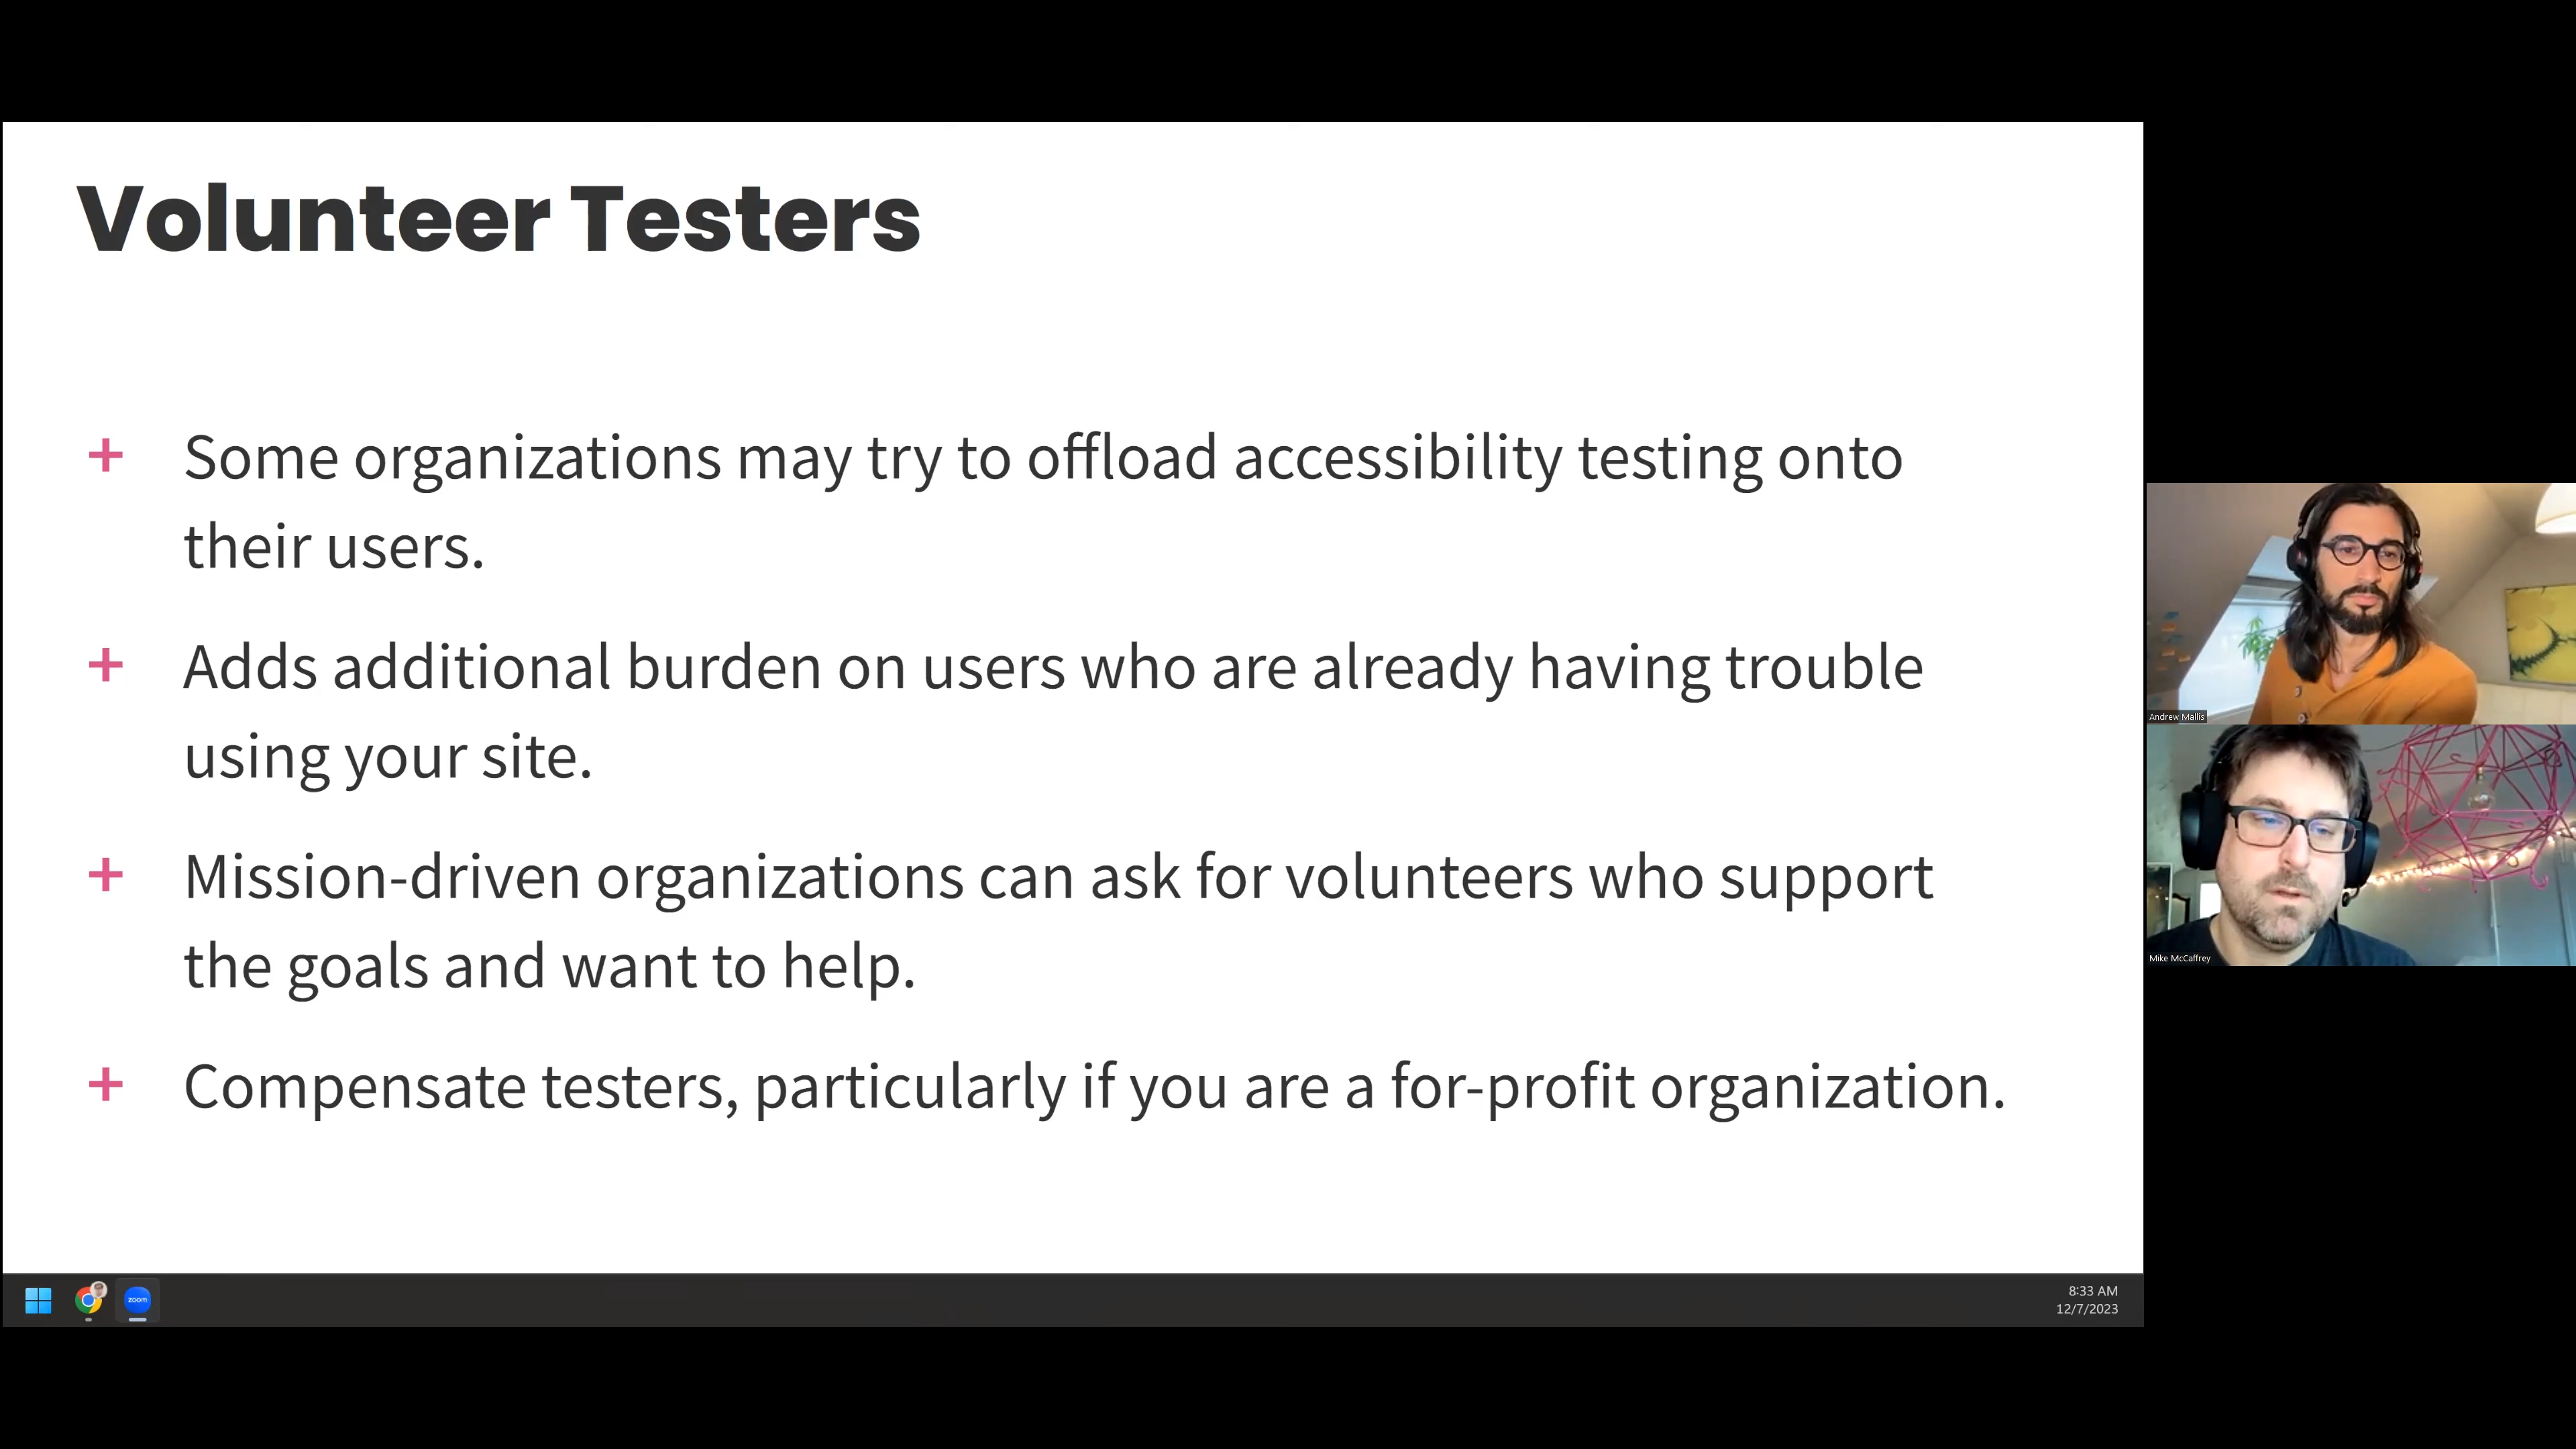 Volunteer Testers
+ Some organizations may try to offload accessibility testing onto
their users.
+ Adds additional burden on users who are already having trouble
using your site.
+ Mission-driven organizations can ask for volunteers who support
the goals and want to help.
+ Compensate testers, particularly if you are a for-profit organization.
Andrew Mallis
Mike McCaffrey
zoom
8:33 AM
12/7/2023